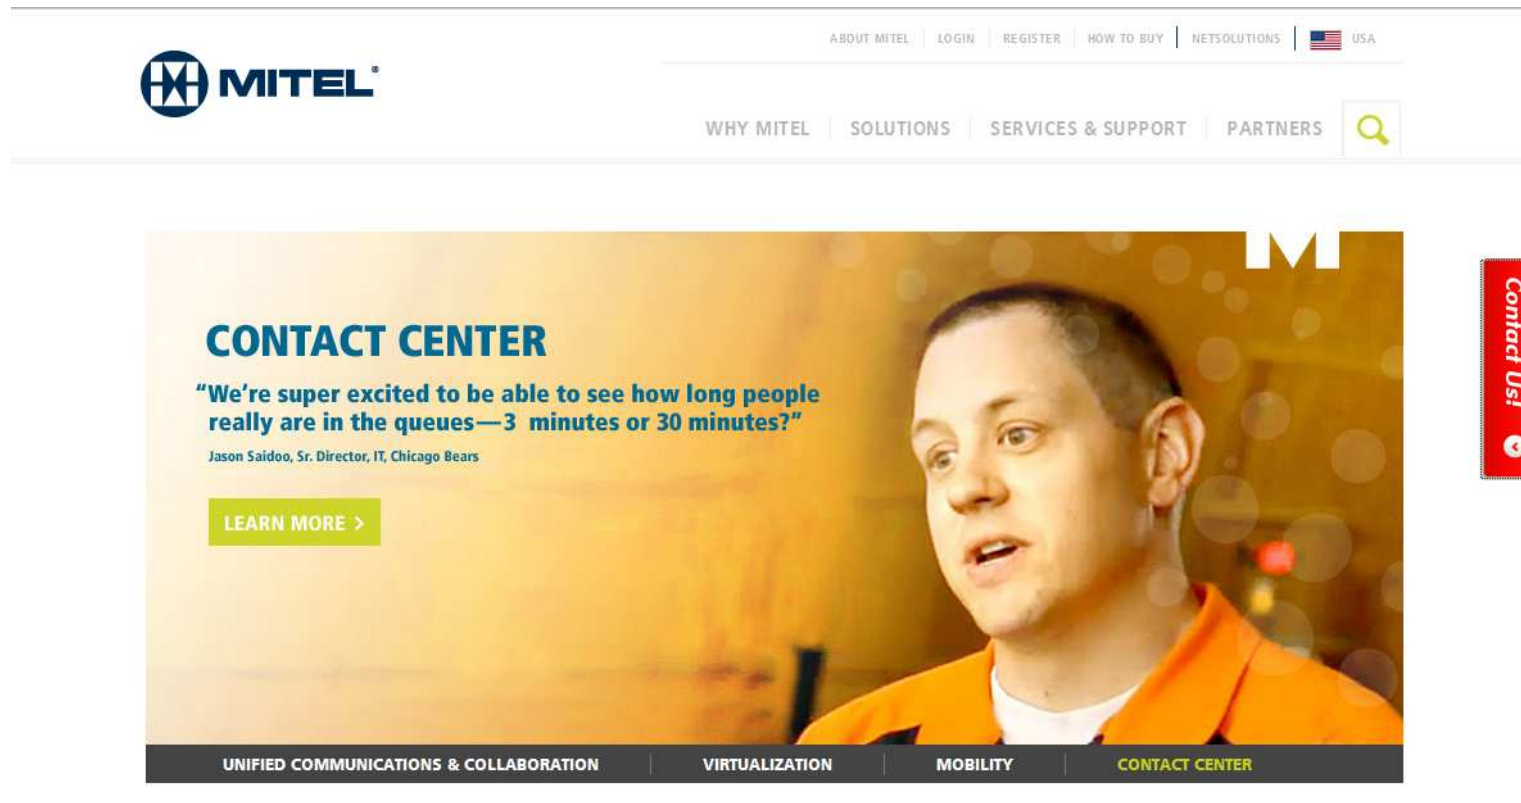 ABOUT MITEL LOGIN REGISTER HOW TO BUY NETSOLUTIONS USA
MITEL®
WHY MITEL SOLUTIONS SERVICES & SUPPORT PARTNERS
M
CONTACT CENTER
“We’re super excited to be able to see how long people
really are in the queues—3 minutes or 30 minutes?”
Jason Saidoo, Sr. Director, IT, Chicago Bears
LEARN MORE >
Contact Us!
UNIFIED COMMUNICATIONS & COLLABORATION VIRTUALIZATION MOBILITY CONTACT CENTER